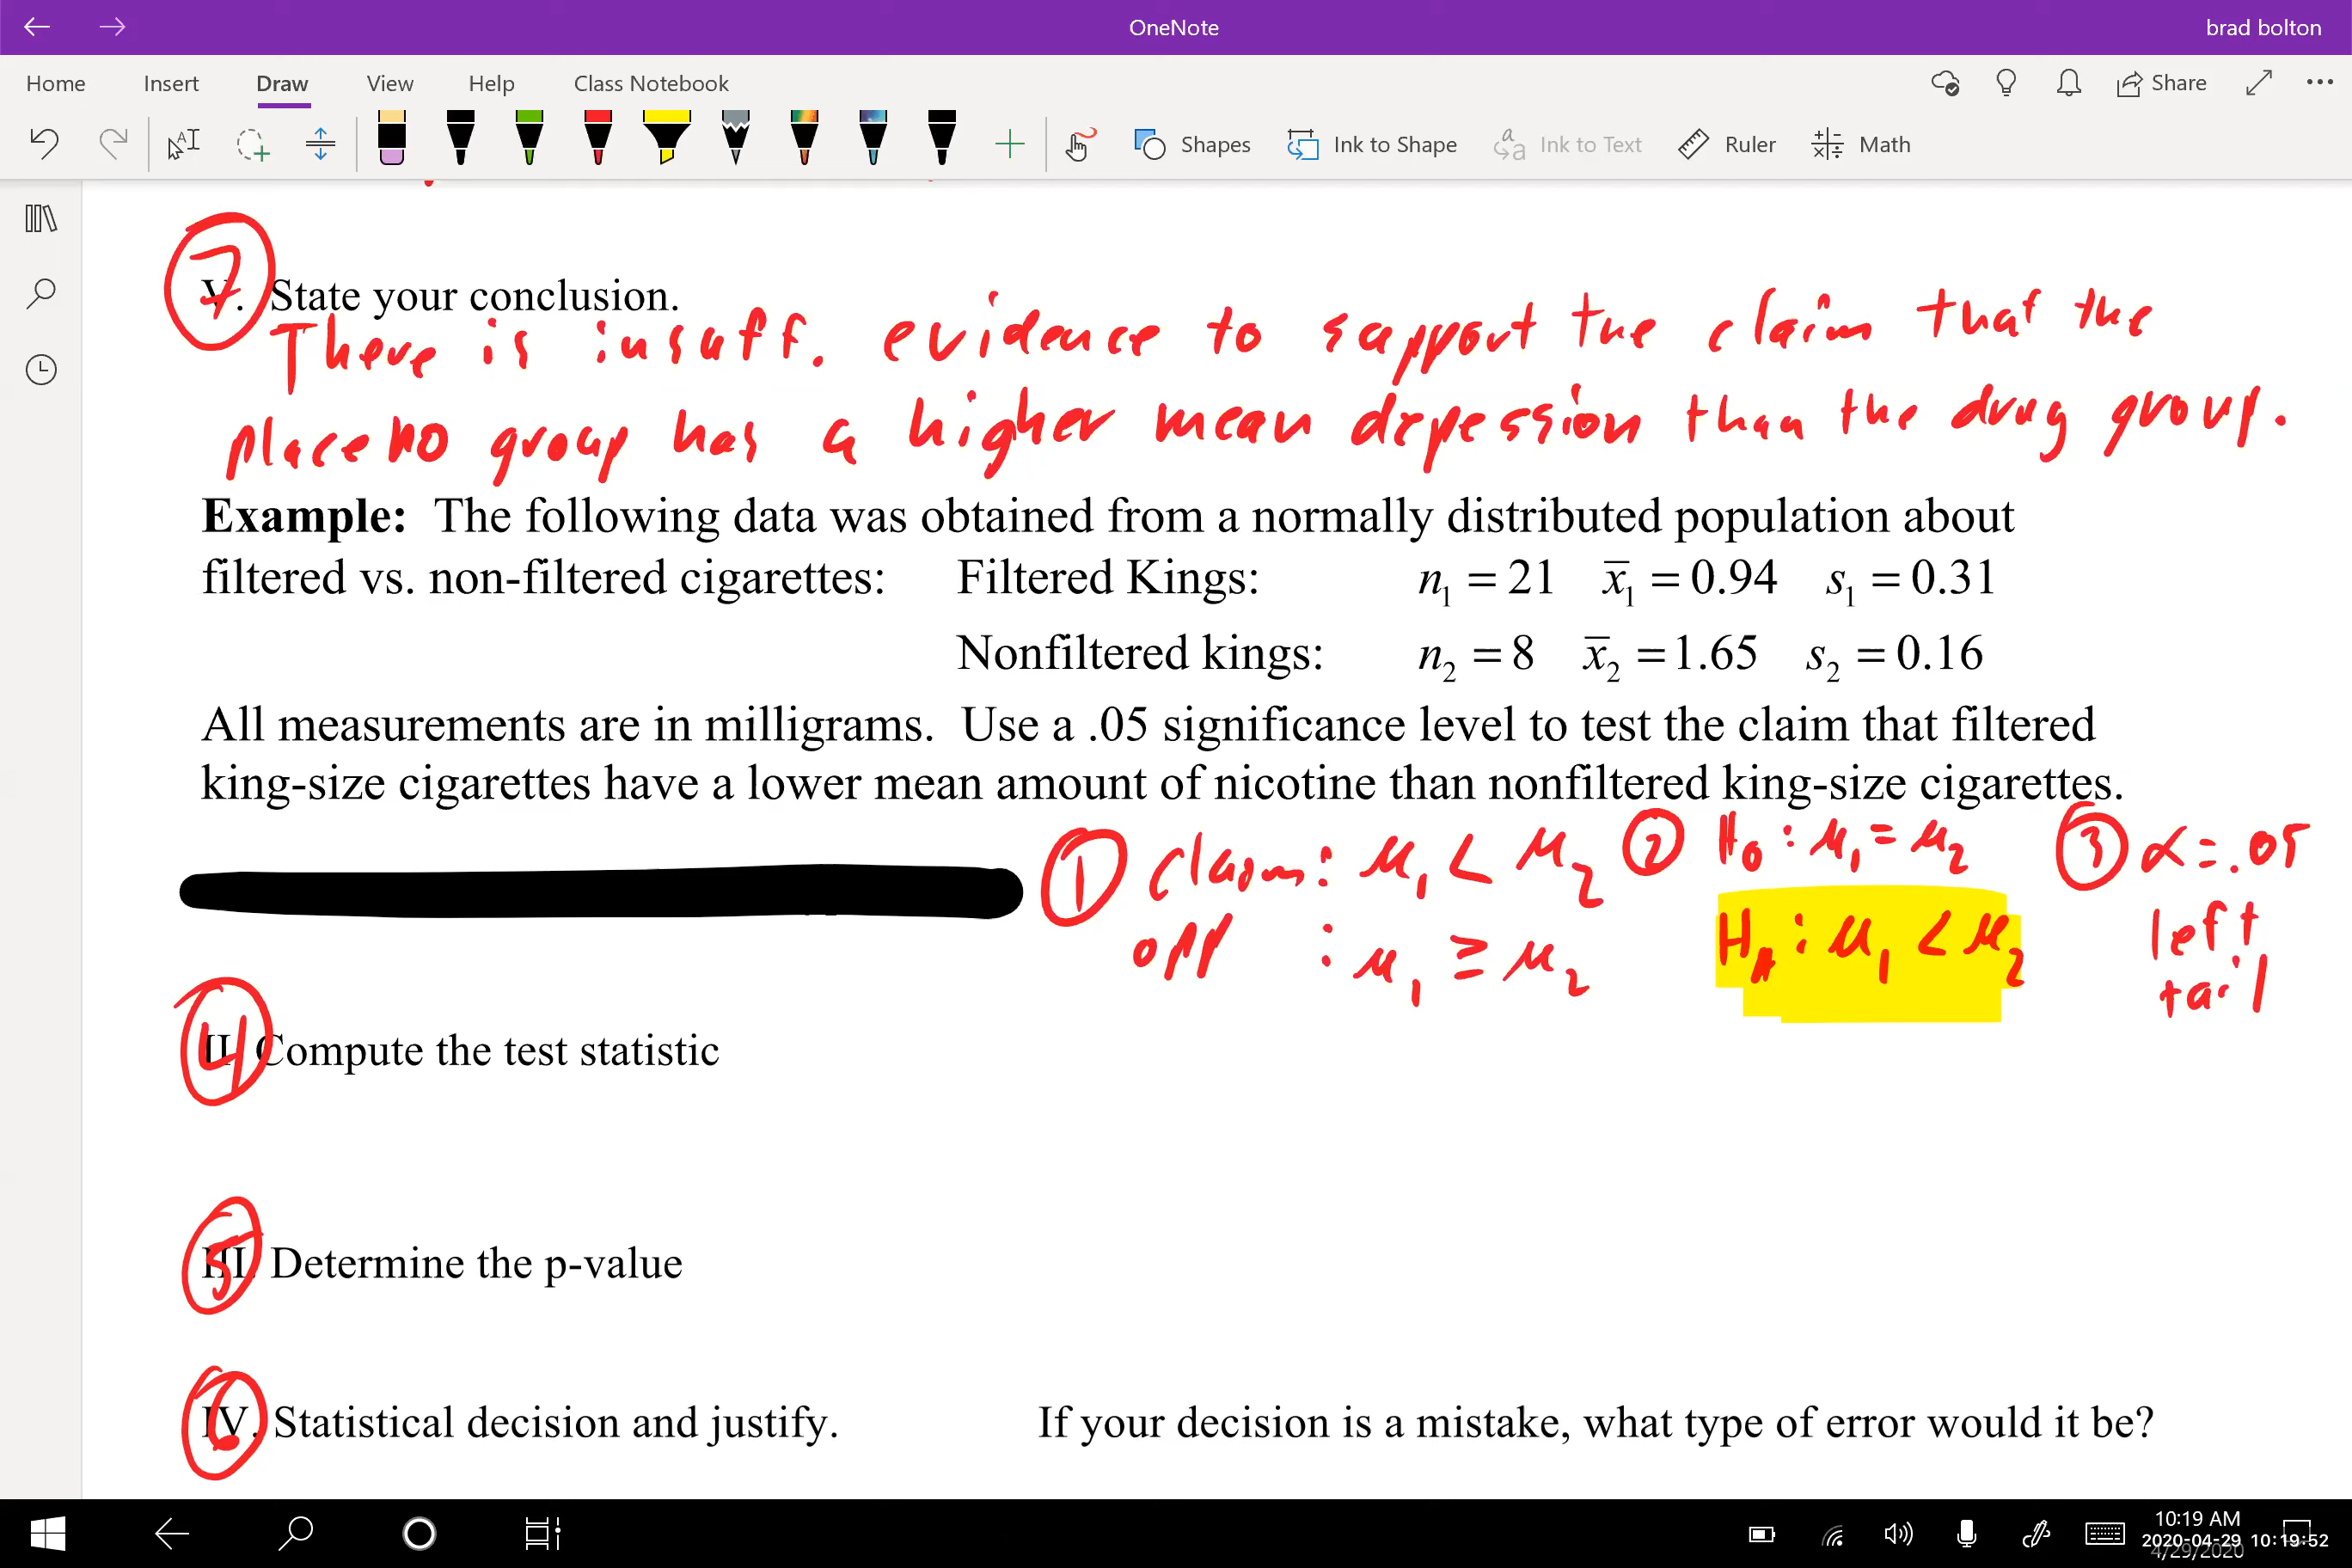 OneNote
brad bolton
Home Insert Draw View Help Class Notebook
Share
Shapes Ink to Shape Ink to Text Ruler Math
7
V. State your conclusion.
There is insuff. evidence to support the claim that the
placebo group has a higher mean depession than the drug group.
Example: The following data was obtained from a normally distributed population about
filtered vs. non-filtered cigarettes: Filtered Kings: n₁ = 21 x̄₁ = 0.94 s₁ = 0.31
Nonfiltered kings: n₂ = 8 x̄₂ = 1.65 s₂ = 0.16
All measurements are in milligrams. Use a .05 significance level to test the claim that filtered
king-size cigarettes have a lower mean amount of nicotine than nonfiltered king-size cigarettes.
① claim: μ₁ < μ₂ ② H₀: μ₁ = μ₂ ③ α = .05
opp : μ₁ ≥ μ₂ H_A: μ₁ < μ₂ left
tail
4
II. Compute the test statistic
5
III. Determine the p-value
6
IV. Statistical decision and justify. If your decision is a mistake, what type of error would it be?
10:19 AM
2020-04-29 10:19:52
4/29/2020